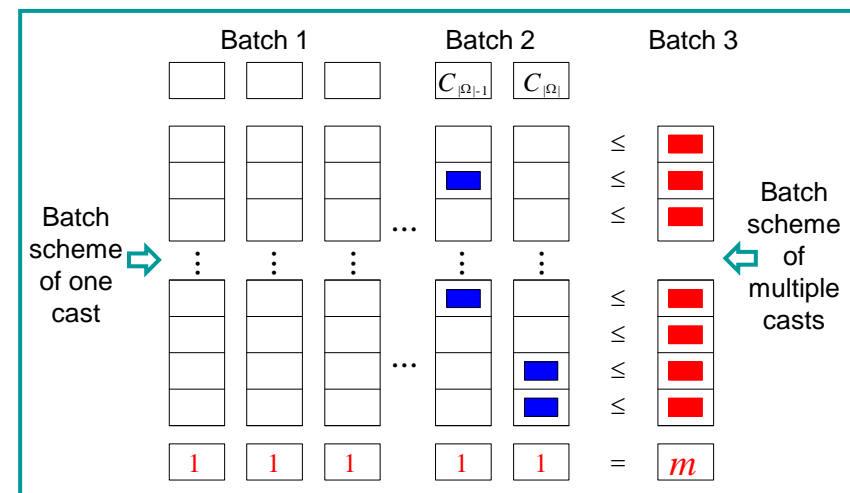 Batch 1 Batch 2 Batch 3
C|Ω|-1 C|Ω|
≤
≤
≤
...
Batch
scheme
of one
cast
⋮ ⋮ ⋮ ⋮ ⋮ ⋮
Batch
scheme
of
multiple
casts
≤
≤
...
≤
≤
1 1 1 1 1 = m